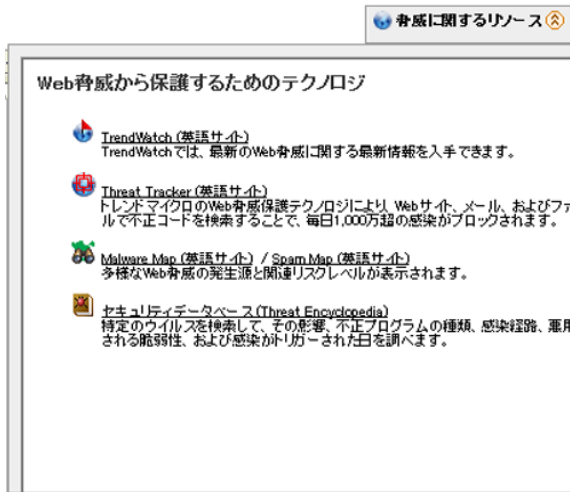 脅威に関するリソース
Web脅威から保護するためのテクノロジ
TrendWatch (英語サイト)
TrendWatch では、最新のWeb脅威に関する最新情報を入手できます。
Threat Tracker (英語サイト)
トレンドマイクロのWeb脅威保護テクノロジにより、Webサイト、メール、およびファ
ルで不正コードを検索することで、毎日1,000万超の感染がブロックされます。
Malware Map (英語サイト) / Spam Map (英語サイト)
多様なWeb脅威の発生源と関連リスクレベルが表示されます。
セキュリティデータベース(Threat Encyclopedia)
特定のウイルスを検索して、その影響、不正プログラムの種類、感染経路、悪用
される脆弱性、および感染がトリガーされた日を調べます。